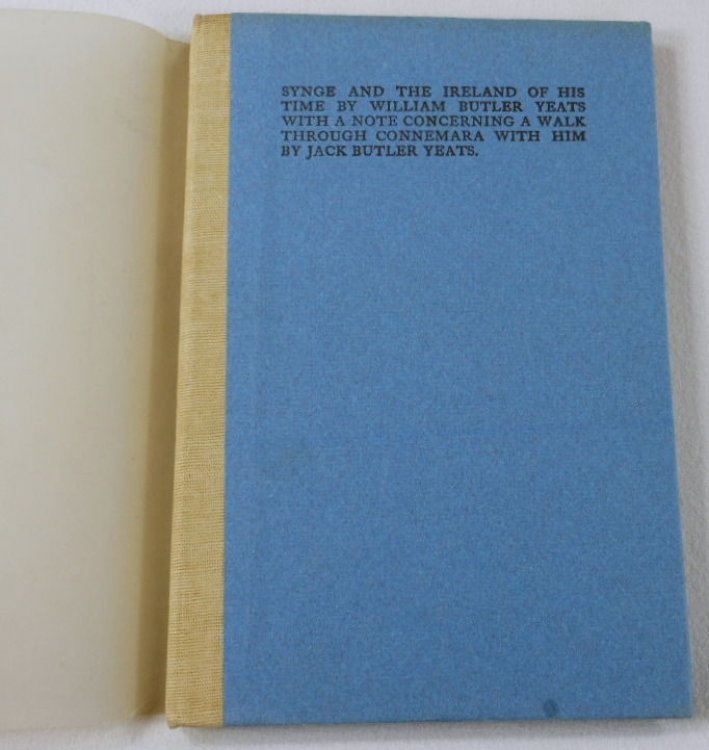 SYNGE AND THE IRELAND OF HIS
TIME BY WILLIAM BUTLER YEATS
WITH A NOTE CONCERNING A WALK
THROUGH CONNEMARA WITH HIM
BY JACK BUTLER YEATS.